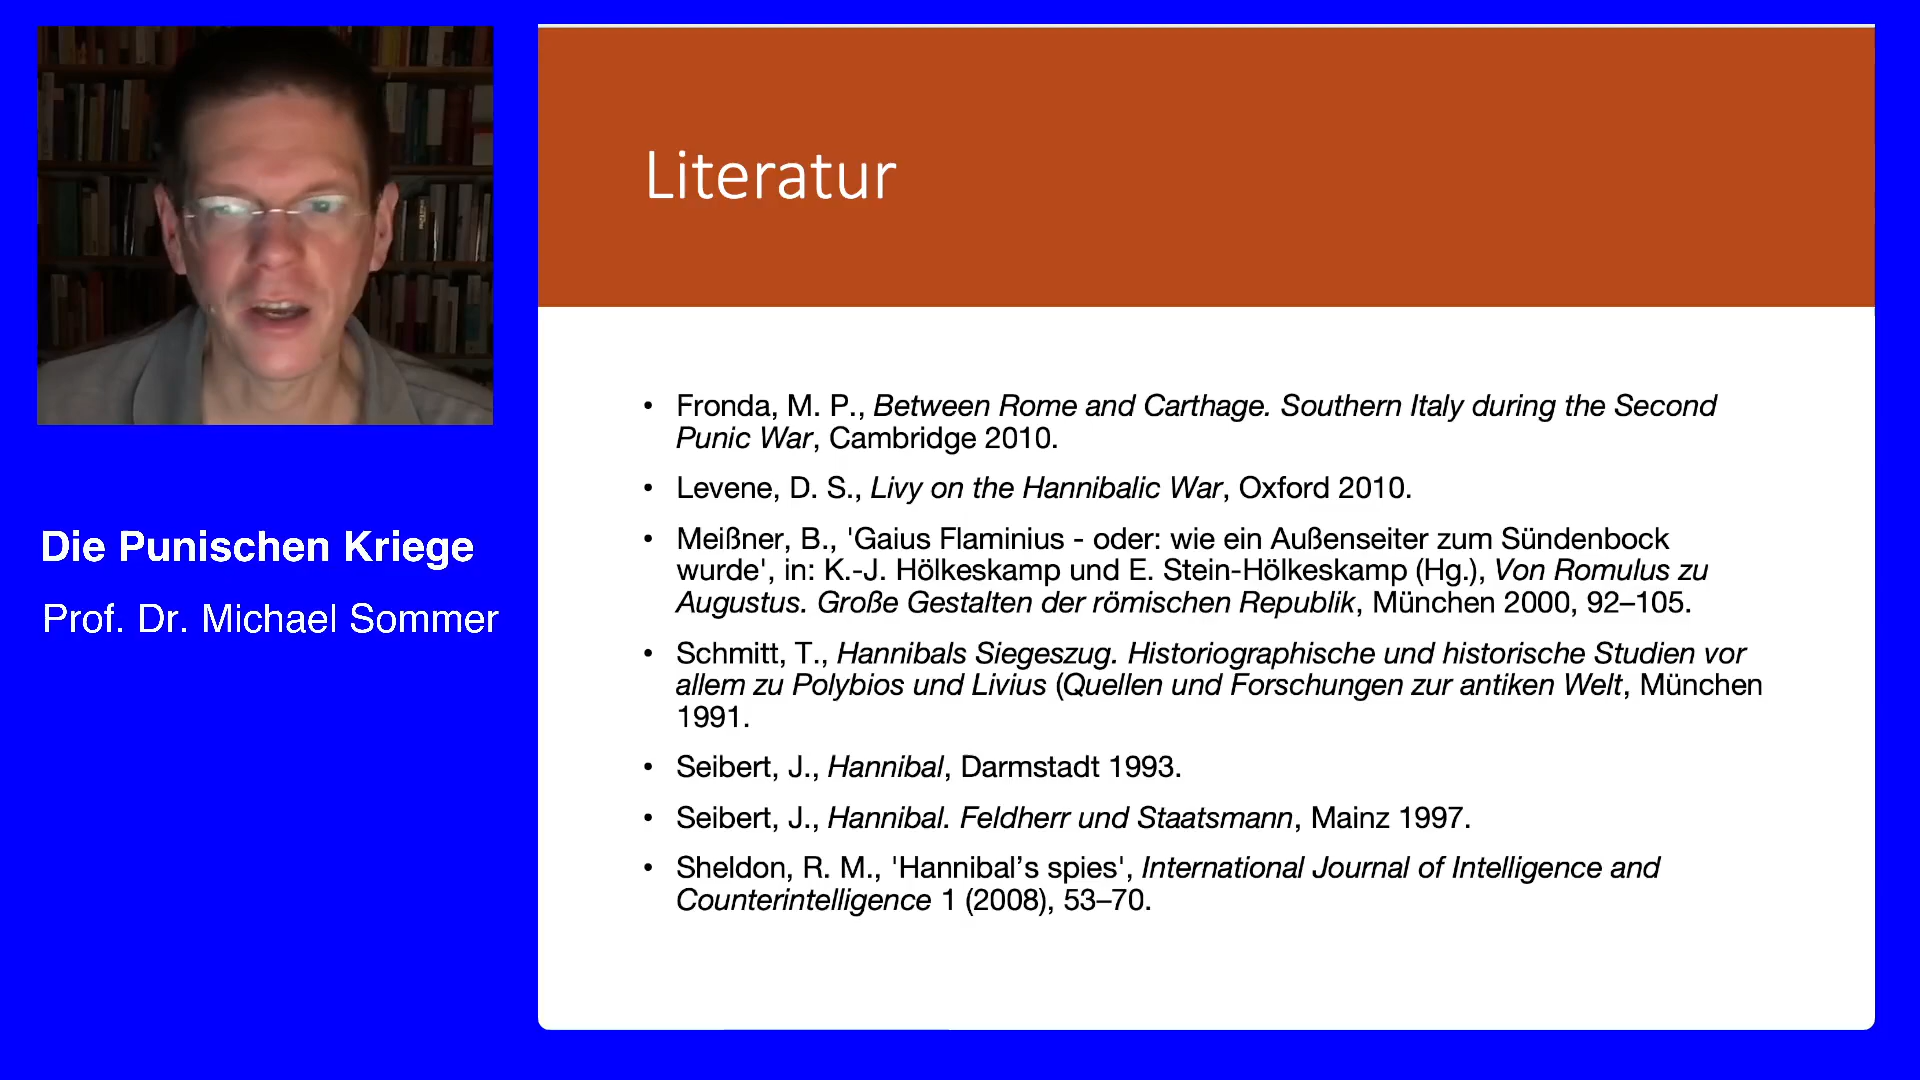 Die Punischen Kriege
Prof. Dr. Michael Sommer
Literatur
• Fronda, M. P., Between Rome and Carthage. Southern Italy during the Second
Punic War, Cambridge 2010.
• Levene, D. S., Livy on the Hannibalic War, Oxford 2010.
• Meißner, B., 'Gaius Flaminius - oder: wie ein Außenseiter zum Sündenbock
wurde', in: K.-J. Hölkeskamp und E. Stein-Hölkeskamp (Hg.), Von Romulus zu
Augustus. Große Gestalten der römischen Republik, München 2000, 92–105.
• Schmitt, T., Hannibals Siegeszug. Historiographische und historische Studien vor
allem zu Polybios und Livius (Quellen und Forschungen zur antiken Welt, München
1991.
• Seibert, J., Hannibal, Darmstadt 1993.
• Seibert, J., Hannibal. Feldherr und Staatsmann, Mainz 1997.
• Sheldon, R. M., 'Hannibal’s spies', International Journal of Intelligence and
Counterintelligence 1 (2008), 53–70.